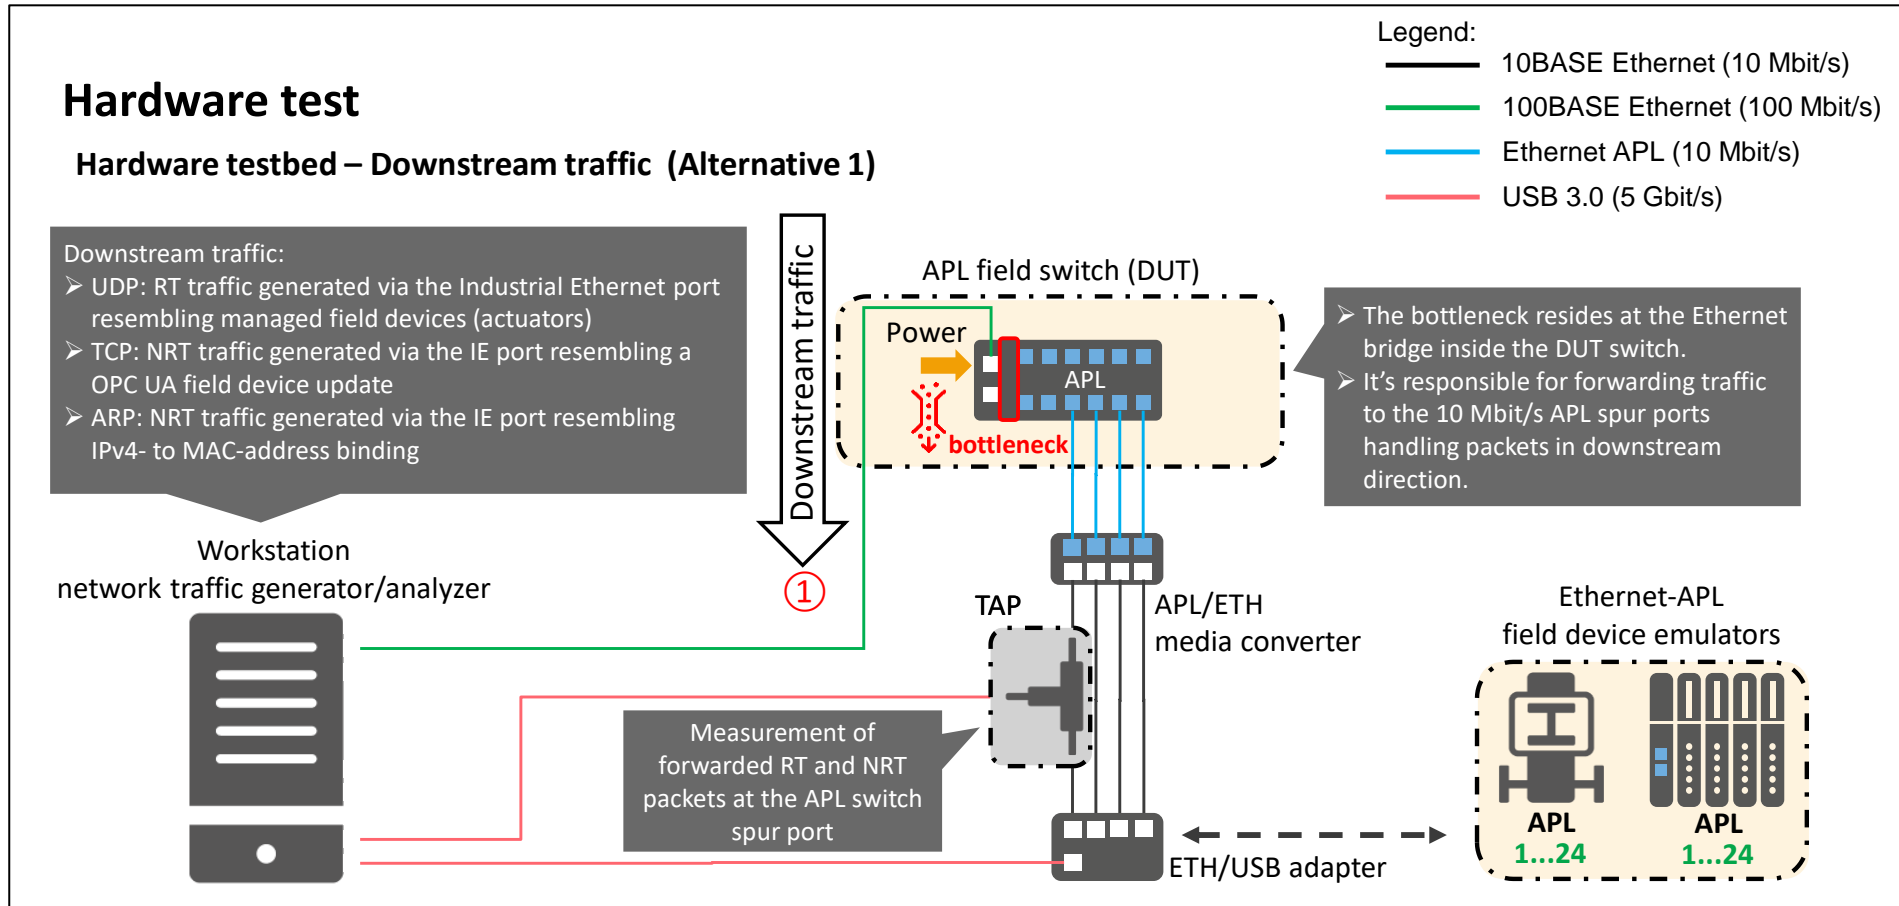 Legend:
10BASE Ethernet (10 Mbit/s)
100BASE Ethernet (100 Mbit/s)
Ethernet APL (10 Mbit/s)
USB 3.0 (5 Gbit/s)
Hardware test
Hardware testbed – Downstream traffic (Alternative 1)
Downstream traffic:
➢ UDP: RT traffic generated via the Industrial Ethernet port
resembling managed field devices (actuators)
➢ TCP: NRT traffic generated via the IE port resembling a
OPC UA field device update
➢ ARP: NRT traffic generated via the IE port resembling
IPv4- to MAC-address binding
Downstream traffic
①
APL field switch (DUT)
Power
APL
bottleneck
➢ The bottleneck resides at the Ethernet
bridge inside the DUT switch.
➢ It’s responsible for forwarding traffic
to the 10 Mbit/s APL spur ports
handling packets in downstream
direction.
Workstation
network traffic generator/analyzer
TAP
APL/ETH
media converter
Measurement of
forwarded RT and NRT
packets at the APL switch
spur port
ETH/USB adapter
Ethernet-APL
field device emulators
APL
1...24
APL
1...24